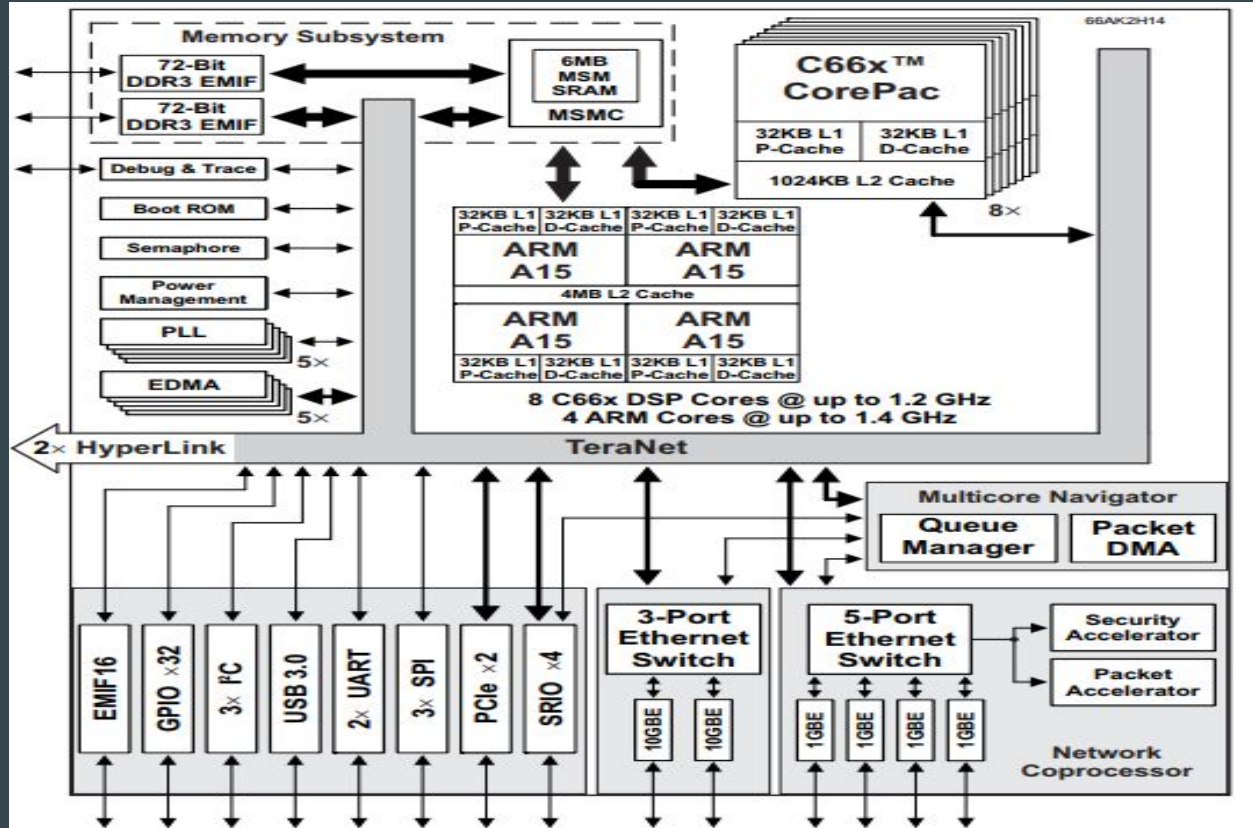 66AK2H14
Memory Subsystem
72-Bit
DDR3 EMIF
72-Bit
DDR3 EMIF
6MB
MSM
SRAM
MSMC
C66x™
CorePac
32KB L1
P-Cache
32KB L1
D-Cache
1024KB L2 Cache
8×
Debug & Trace
Boot ROM
Semaphore
Power
Management
PLL
5×
EDMA
5×
32KB L1
P-Cache
32KB L1
D-Cache
32KB L1
P-Cache
32KB L1
D-Cache
ARM
A15
ARM
A15
4MB L2 Cache
ARM
A15
ARM
A15
32KB L1
P-Cache
32KB L1
D-Cache
32KB L1
P-Cache
32KB L1
D-Cache
8 C66x DSP Cores @ up to 1.2 GHz
4 ARM Cores @ up to 1.4 GHz
2× HyperLink
TeraNet
Multicore Navigator
Queue
Manager
Packet
DMA
EMIF16
GPIO ×32
3× I²C
USB 3.0
2× UART
3× SPI
PCIe ×2
SRIO ×4
3-Port
Ethernet
Switch
10GBE
10GBE
5-Port
Ethernet
Switch
1GBE
1GBE
1GBE
1GBE
Security
Accelerator
Packet
Accelerator
Network
Coprocessor